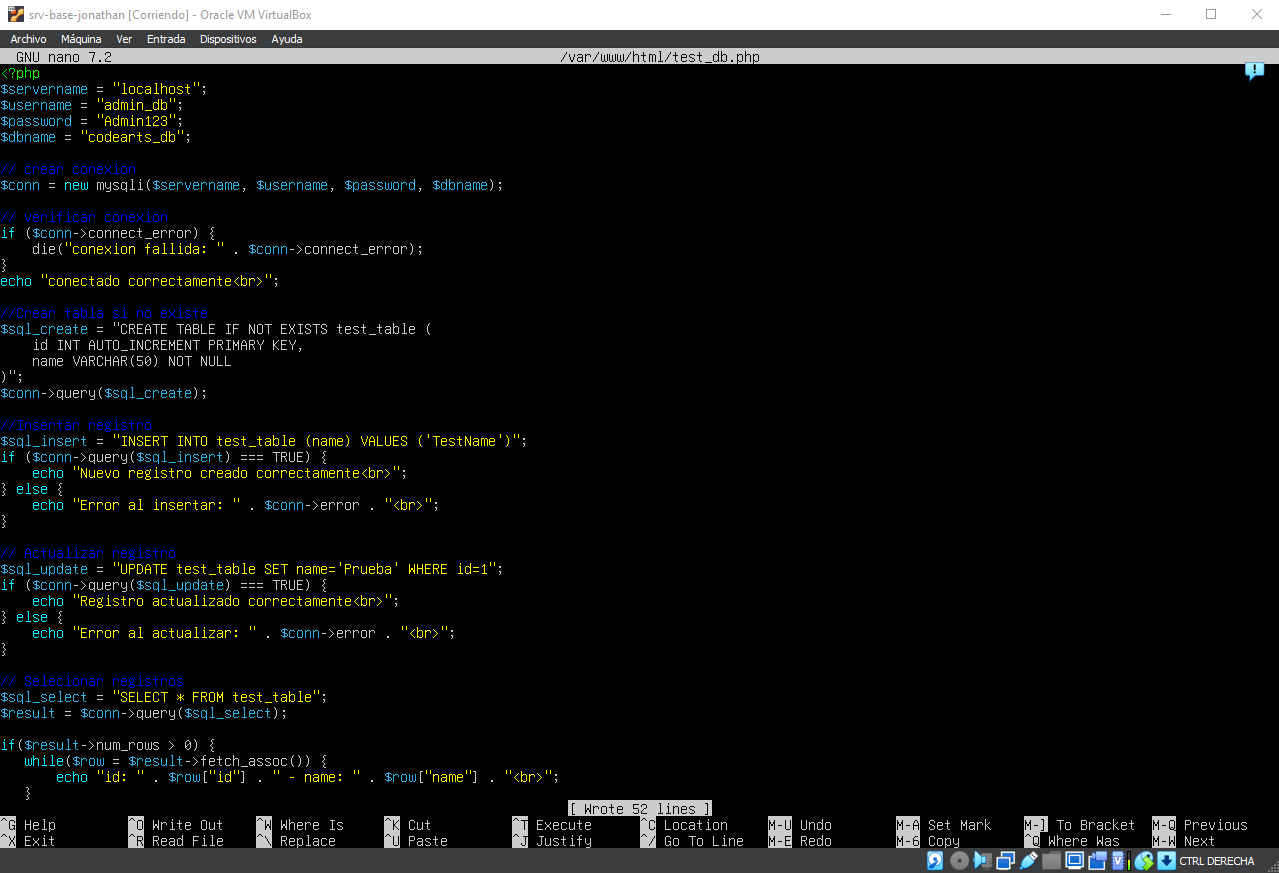 srv-base-jonathan [Corriendo] - Oracle VM VirtualBox
Archivo Máquina Ver Entrada Dispositivos Ayuda
GNU nano 7.2 /var/www/html/test_db.php
<?php
$servername = "localhost";
$username = "admin_db";
$password = "Admin123";
$dbname = "codearts_db";
// crear conexion
$conn = new mysqli($servername, $username, $password, $dbname);
// verificar conexion
if ($conn->connect_error) {
    die("conexion fallida: " . $conn->connect_error);
}
echo "conectado correctamente<br>";
//Crear tabla si no existe
$sql_create = "CREATE TABLE IF NOT EXISTS test_table (
    id INT AUTO_INCREMENT PRIMARY KEY,
    name VARCHAR(50) NOT NULL
)";
$conn->query($sql_create);
//Insertar registro
$sql_insert = "INSERT INTO test_table (name) VALUES ('TestName')";
if ($conn->query($sql_insert) === TRUE) {
    echo "Nuevo registro creado correctamente<br>";
} else {
    echo "Error al insertar: " . $conn->error . "<br>";
}
// Actualizar registro
$sql_update = "UPDATE test_table SET name='Prueba' WHERE id=1";
if ($conn->query($sql_update) === TRUE) {
    echo "Registro actualizado correctamente<br>";
} else {
    echo "Error al actualizar: " . $conn->error . "<br>";
}
// Selecionar registros
$sql_select = "SELECT * FROM test_table";
$result = $conn->query($sql_select);
if($result->num_rows > 0) {
   while($row = $result->fetch_assoc()) {
       echo "id: " . $row["id"] . " - name: " . $row["name"] . "<br>";
   }
[ Wrote 52 lines ]
^G Help ^O Write Out ^W Where Is ^K Cut ^T Execute ^C Location M-U Undo M-A Set Mark M-] To Bracket M-Q Previous
^X Exit ^R Read File ^\ Replace ^U Paste ^J Justify ^/ Go To Line M-E Redo M-6 Copy ^Q Where Was M-W Next
CTRL DERECHA